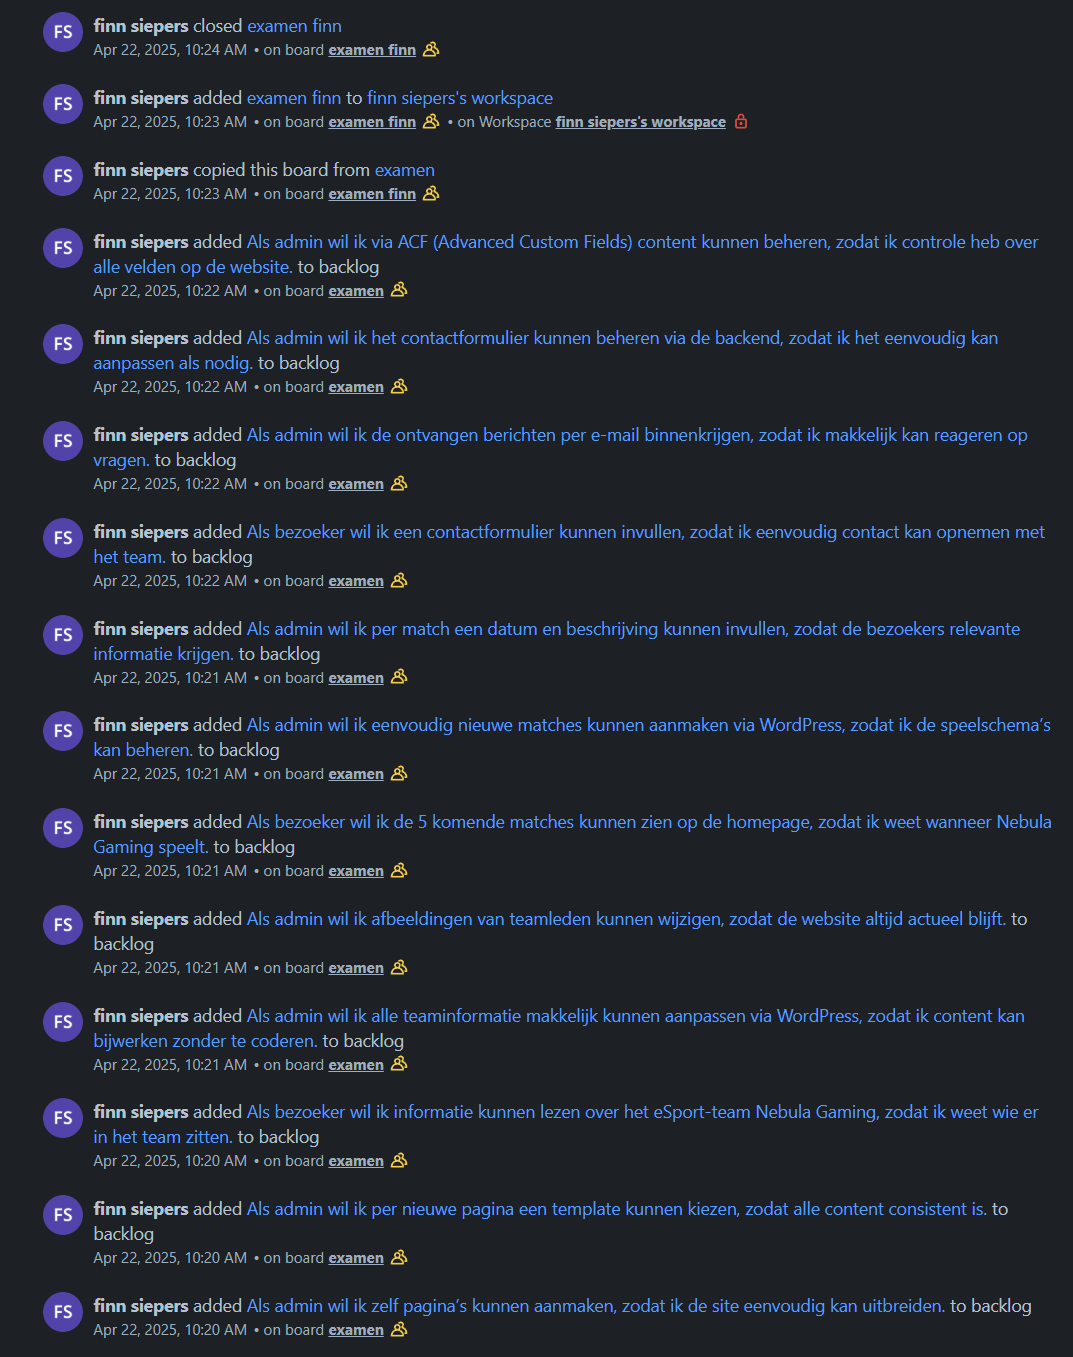 FS
finn siepers closed examen finn
Apr 22, 2025, 10:24 AM • on board examen finn
FS
finn siepers added examen finn to finn siepers's workspace
Apr 22, 2025, 10:23 AM • on board examen finn • on Workspace finn siepers's workspace
FS
finn siepers copied this board from examen
Apr 22, 2025, 10:23 AM • on board examen finn
FS
finn siepers added Als admin wil ik via ACF (Advanced Custom Fields) content kunnen beheren, zodat ik controle heb over
alle velden op de website. to backlog
Apr 22, 2025, 10:22 AM • on board examen
FS
finn siepers added Als admin wil ik het contactformulier kunnen beheren via de backend, zodat ik het eenvoudig kan
aanpassen als nodig. to backlog
Apr 22, 2025, 10:22 AM • on board examen
FS
finn siepers added Als admin wil ik de ontvangen berichten per e-mail binnenkrijgen, zodat ik makkelijk kan reageren op
vragen. to backlog
Apr 22, 2025, 10:22 AM • on board examen
FS
finn siepers added Als bezoeker wil ik een contactformulier kunnen invullen, zodat ik eenvoudig contact kan opnemen met
het team. to backlog
Apr 22, 2025, 10:22 AM • on board examen
FS
finn siepers added Als admin wil ik per match een datum en beschrijving kunnen invullen, zodat de bezoekers relevante
informatie krijgen. to backlog
Apr 22, 2025, 10:21 AM • on board examen
FS
finn siepers added Als admin wil ik eenvoudig nieuwe matches kunnen aanmaken via WordPress, zodat ik de speelschema's
kan beheren. to backlog
Apr 22, 2025, 10:21 AM • on board examen
FS
finn siepers added Als bezoeker wil ik de 5 komende matches kunnen zien op de homepage, zodat ik weet wanneer Nebula
Gaming speelt. to backlog
Apr 22, 2025, 10:21 AM • on board examen
FS
finn siepers added Als admin wil ik afbeeldingen van teamleden kunnen wijzigen, zodat de website altijd actueel blijft. to
backlog
Apr 22, 2025, 10:21 AM • on board examen
FS
finn siepers added Als admin wil ik alle teaminformatie makkelijk kunnen aanpassen via WordPress, zodat ik content kan
bijwerken zonder te coderen. to backlog
Apr 22, 2025, 10:21 AM • on board examen
FS
finn siepers added Als bezoeker wil ik informatie kunnen lezen over het eSport-team Nebula Gaming, zodat ik weet wie er
in het team zitten. to backlog
Apr 22, 2025, 10:20 AM • on board examen
FS
finn siepers added Als admin wil ik per nieuwe pagina een template kunnen kiezen, zodat alle content consistent is. to
backlog
Apr 22, 2025, 10:20 AM • on board examen
FS
finn siepers added Als admin wil ik zelf pagina's kunnen aanmaken, zodat ik de site eenvoudig kan uitbreiden. to backlog
Apr 22, 2025, 10:20 AM • on board examen